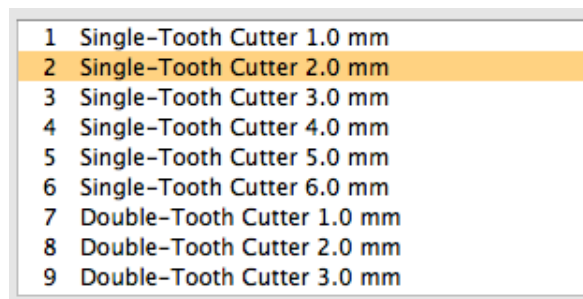 1 Single-Tooth Cutter 1.0 mm
2 Single-Tooth Cutter 2.0 mm
3 Single-Tooth Cutter 3.0 mm
4 Single-Tooth Cutter 4.0 mm
5 Single-Tooth Cutter 5.0 mm
6 Single-Tooth Cutter 6.0 mm
7 Double-Tooth Cutter 1.0 mm
8 Double-Tooth Cutter 2.0 mm
9 Double-Tooth Cutter 3.0 mm